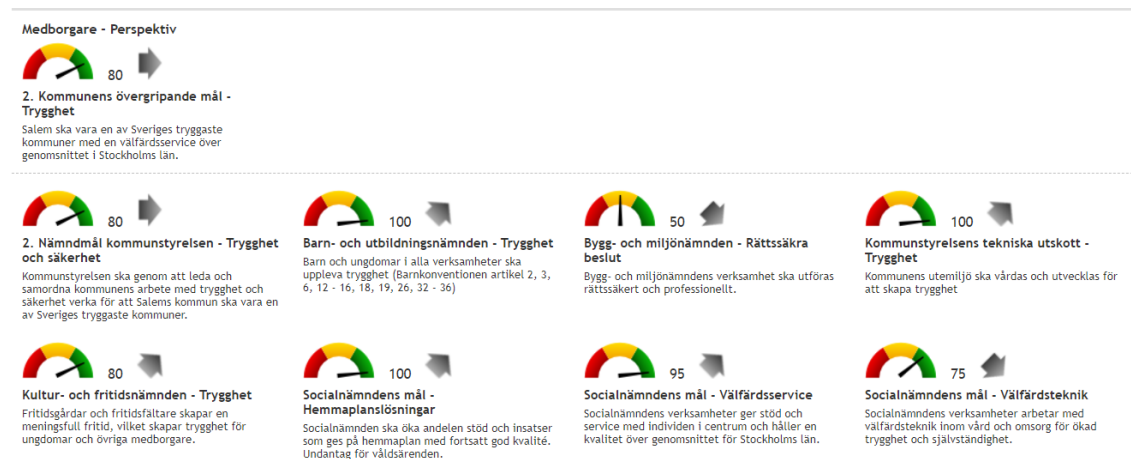 Medborgare - Perspektiv
80
2. Kommunens övergripande mål -
Trygghet
Salem ska vara en av Sveriges tryggaste
kommuner med en välfärdsservice över
genomsnittet i Stockholms län.
80
2. Nämndmål kommunstyrelsen - Trygghet
och säkerhet
Kommunstyrelsen ska genom att leda och
samordna kommunens arbete med trygghet och
säkerhet verka för att Salems kommun ska vara en
av Sveriges tryggaste kommuner.
100
Barn- och utbildningsnämnden - Trygghet
Barn och ungdomar i alla verksamheter ska
uppleva trygghet (Barnkonventionen artikel 2, 3,
6, 12 - 16, 18, 19, 26, 32 - 36)
50
Bygg- och miljönämnden - Rättssäkra
beslut
Bygg- och miljönämndens verksamhet ska utföras
rättssäkert och professionellt.
100
Kommunstyrelsens tekniska utskott -
Trygghet
Kommunens utemiljö ska vårdas och utvecklas för
att skapa trygghet
80
Kultur- och fritidsnämnden - Trygghet
Fritidsgårdar och fritidsfältare skapar en
meningsfull fritid, vilket skapar trygghet för
ungdomar och övriga medborgare.
100
Socialnämndens mål -
Hemmaplanslösningar
Socialnämnden ska öka andelen stöd och insatser
som ges på hemmaplan med fortsatt god kvalité.
Undantag för våldsärenden.
95
Socialnämndens mål - Välfärdsservice
Socialnämndens verksamheter ger stöd och
service med individen i centrum och håller en
kvalitet över genomsnittet för Stockholms län.
75
Socialnämndens mål - Välfärdsteknik
Socialnämndens verksamheter arbetar med
välfärdsteknik inom vård och omsorg för ökad
trygghet och självständighet.